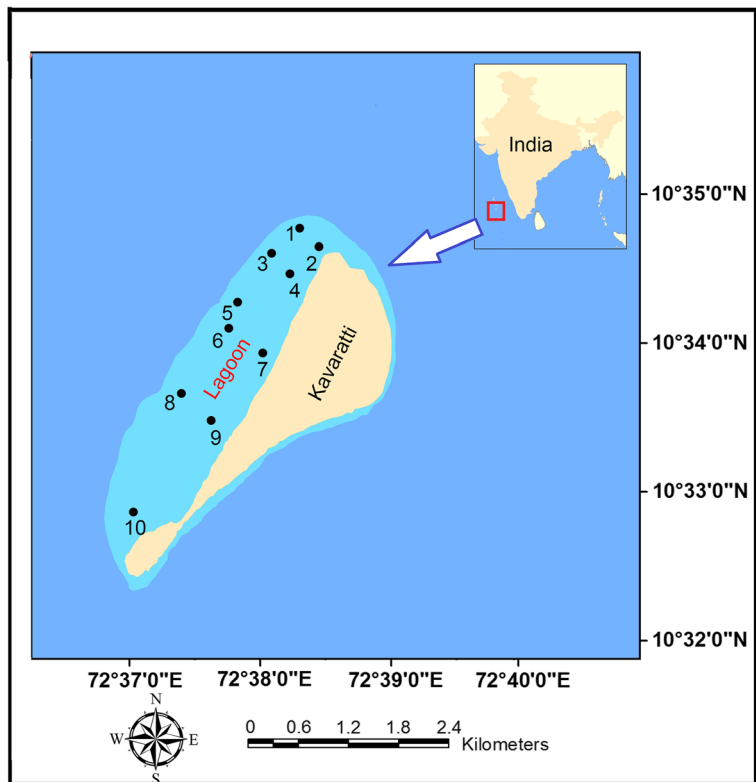 India
10°35'0"N
1
2
3
4
5
10°34'0"N
6
7
Lagoon
Kavaratti
8
9
10°33'0"N
10
10°32'0"N
72°37'0"E 72°38'0"E 72°39'0"E 72°40'0"E
N
W E
S
0 0.6 1.2 1.8 2.4
Kilometers